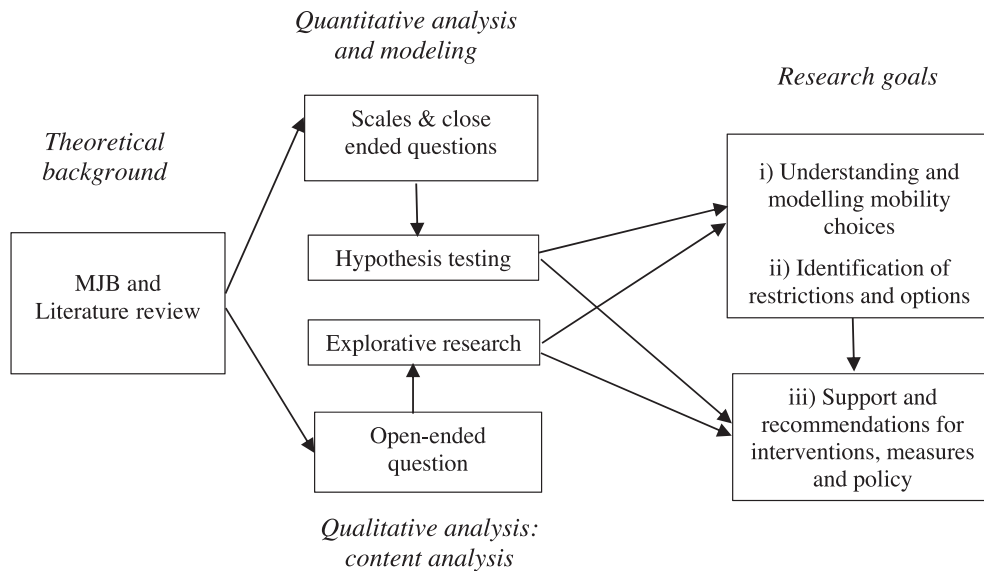 Theoretical
background
MJB and
Literature review
Quantitative analysis
and modeling
Scales & close
ended questions
Hypothesis testing
Explorative research
Open-ended
question
Qualitative analysis:
content analysis
Research goals
i) Understanding and
modelling mobility
choices
ii) Identification of
restrictions and options
iii) Support and
recommendations for
interventions, measures
and policy